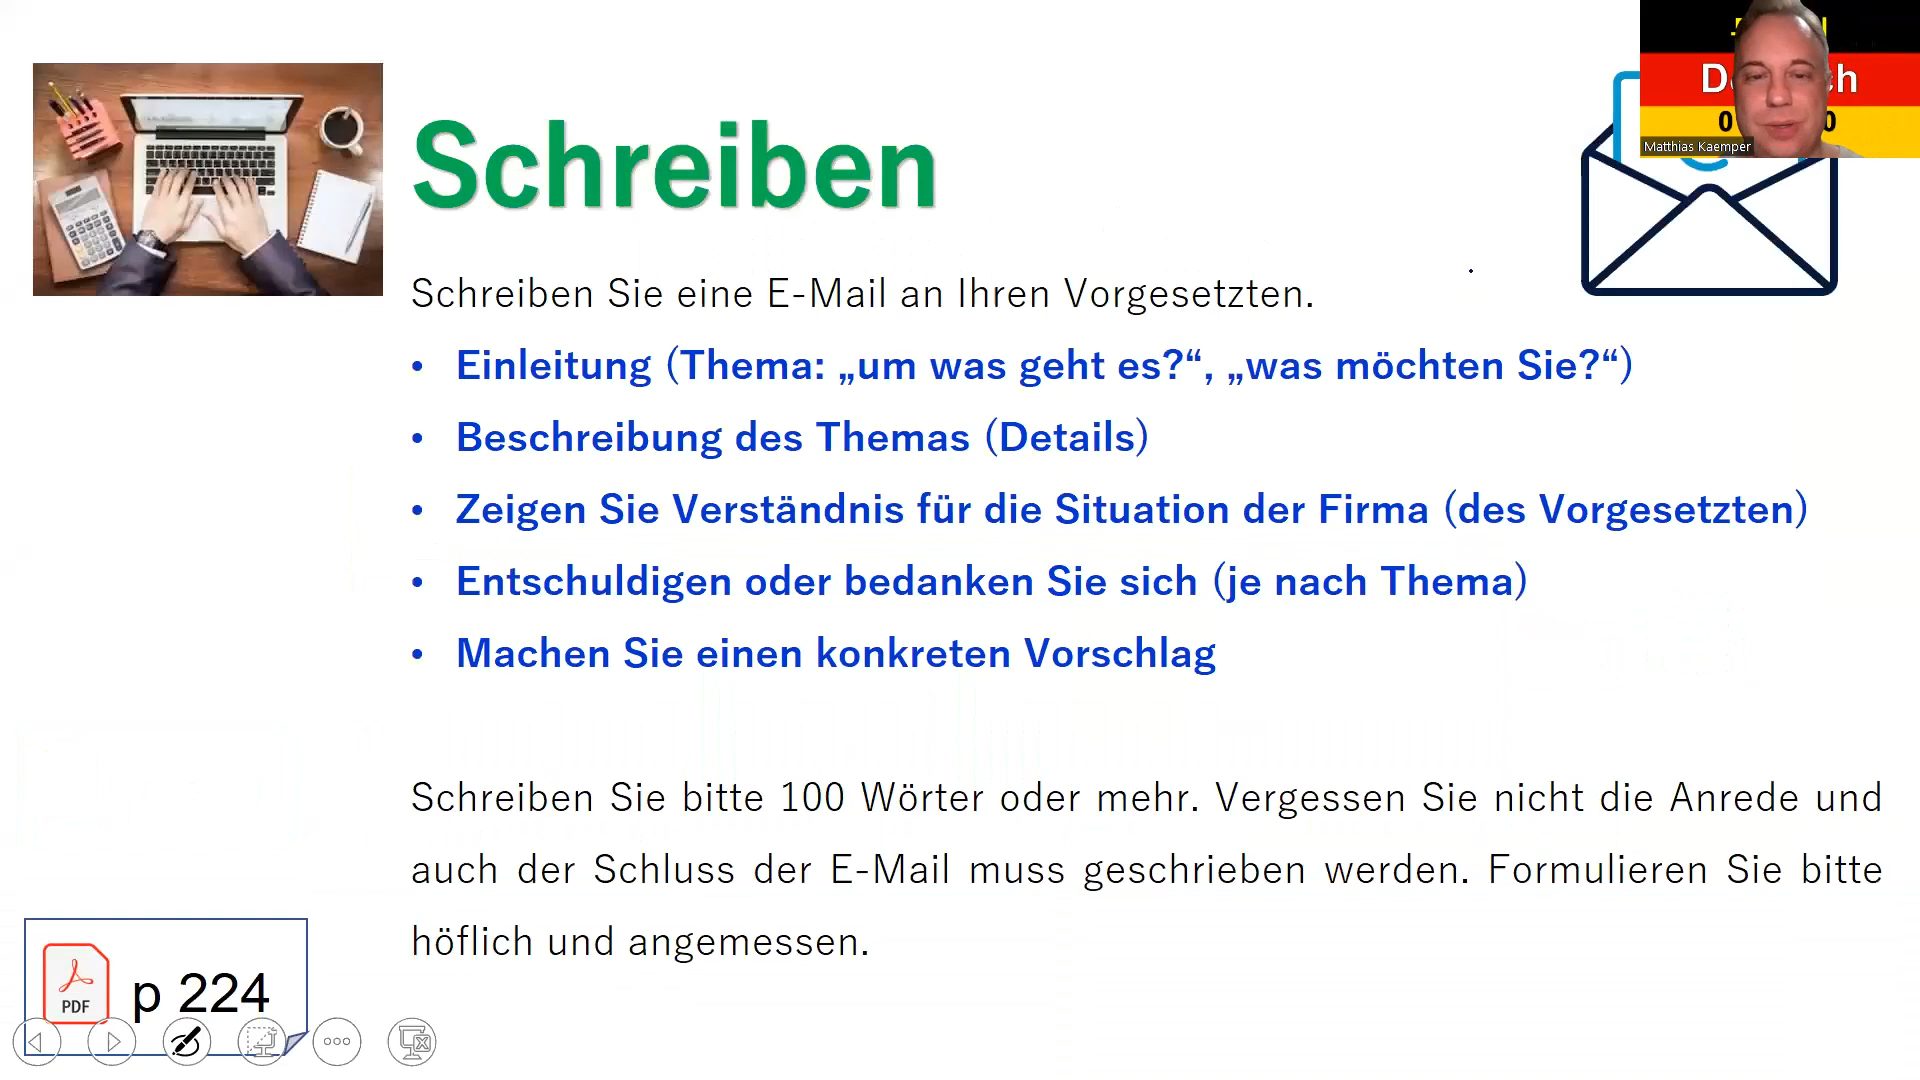 Schreiben
Matthias Kaemper
Schreiben Sie eine E-Mail an Ihren Vorgesetzten.
• Einleitung (Thema: „um was geht es?“, „was möchten Sie?“)
• Beschreibung des Themas (Details)
• Zeigen Sie Verständnis für die Situation der Firma (des Vorgesetzten)
• Entschuldigen oder bedanken Sie sich (je nach Thema)
• Machen Sie einen konkreten Vorschlag
Schreiben Sie bitte 100 Wörter oder mehr. Vergessen Sie nicht die Anrede und
auch der Schluss der E-Mail muss geschrieben werden. Formulieren Sie bitte
höflich und angemessen.
PDF
p 224